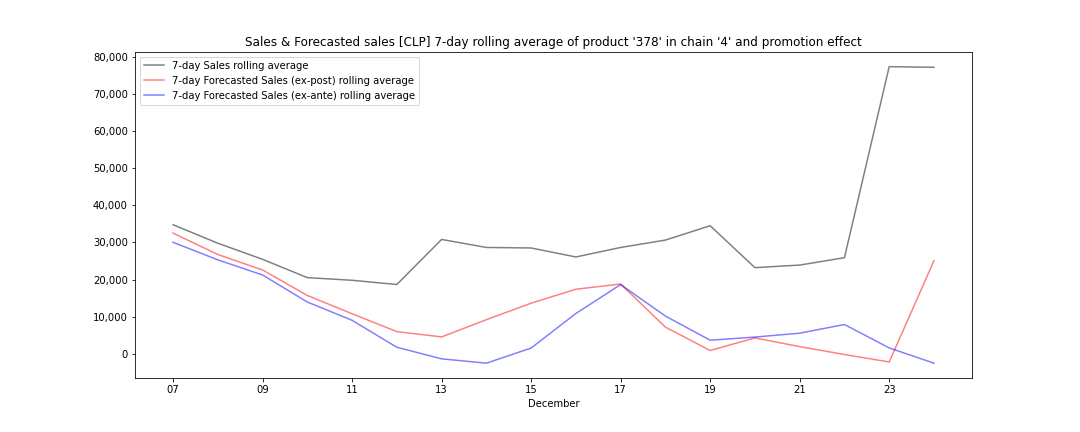 Sales & Forecasted sales [CLP] 7-day rolling average of product '378' in chain '4' and promotion effect
7-day Sales rolling average
7-day Forecasted Sales (ex-post) rolling average
7-day Forecasted Sales (ex-ante) rolling average
80,000
70,000
60,000
50,000
40,000
30,000
20,000
10,000
0
07 09 11 13 15 17 19 21 23
December